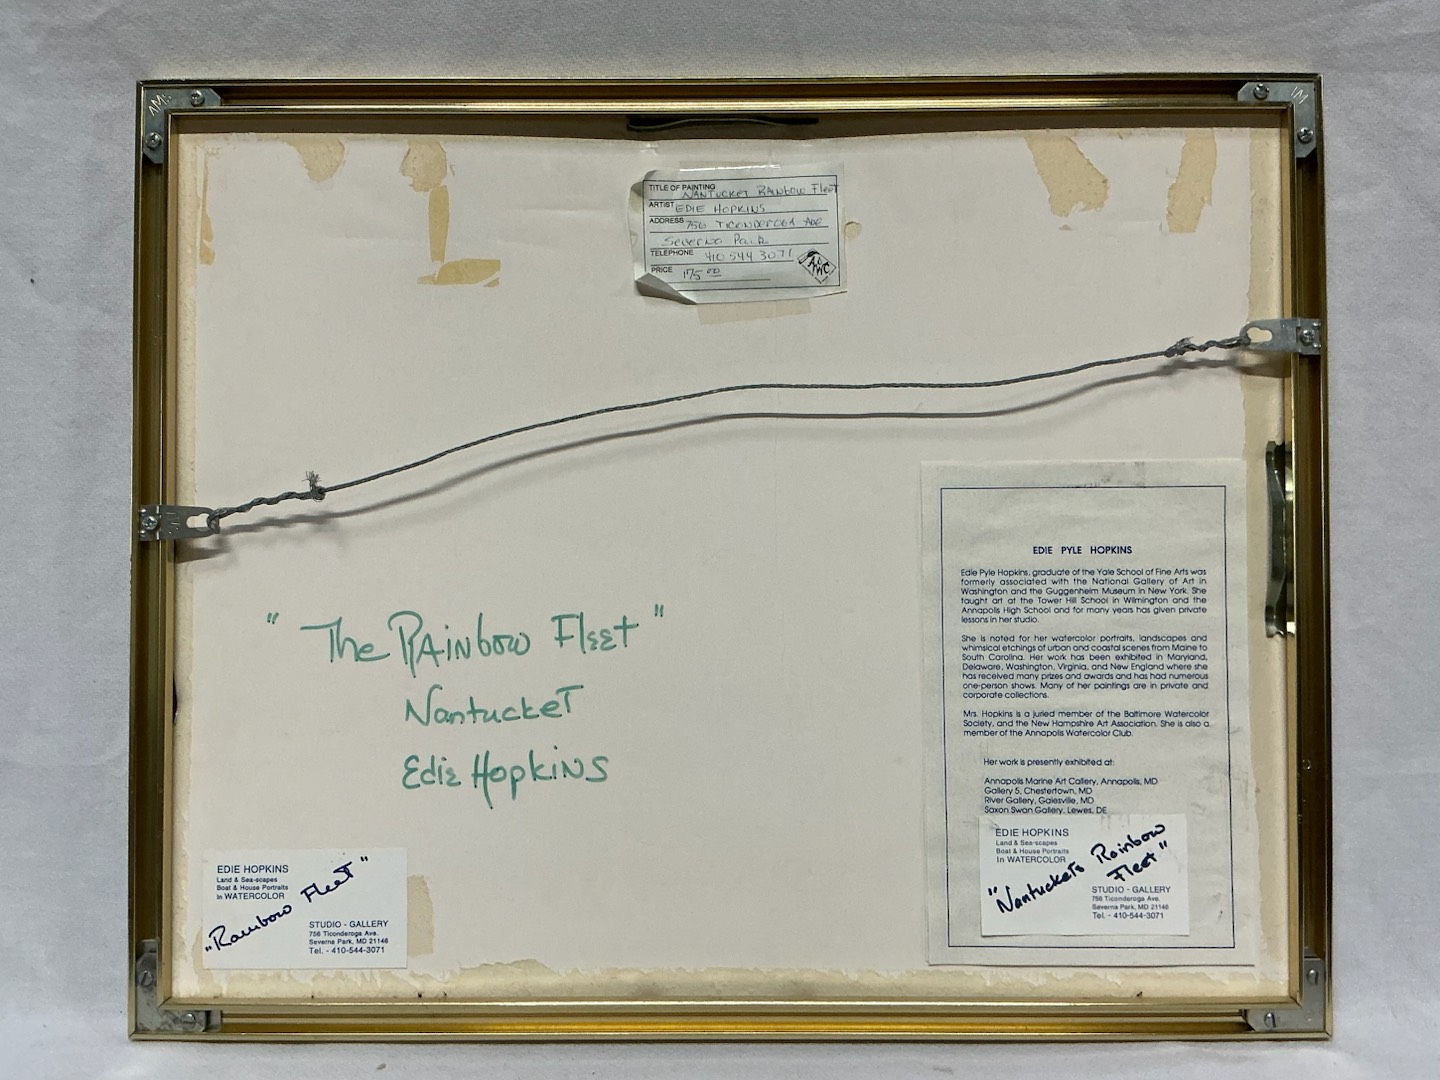 TITLE OF PAINTING NANTUCKET RAINBOW FLEET
ARTIST EDIE HOPKINS
ADDRESS 756 TICONDEROGA AVE
Severna Park
TELEPHONE 410 544 3071
PRICE 175 00
AWC
"The Rainbow Fleet"
Nantucket
Edie Hopkins
EDIE PYLE HOPKINS
Edie Pyle Hopkins, graduate of the Yale School of Fine Arts was
formerly associated with the National Gallery of Art in
Washington and the Guggenheim Museum in New York. She
taught art at the Tower Hill School in Wilmington and the
Annapolis High School and for many years has given private
lessons in her studio.
She is noted for her watercolor portraits, landscapes and
whimsical etchings of urban and coastal scenes from Maine to
South Carolina. Her work has been exhibited in Maryland,
Delaware, Washington, Virginia, and New England where she
has received many prizes and awards and has had numerous
one-person shows. Many of her paintings are in private and
corporate collections.
Mrs. Hopkins is a juried member of the Baltimore Watercolor
Society, and the New Hampshire Art Association. She is also a
member of the Annapolis Watercolor Club.
Her work is presently exhibited at:
Annapolis Marine Art Gallery, Annapolis, MD
Gallery 5, Chestertown, MD
River Gallery, Galesville, MD
Saxon Swan Gallery, Lewes, DE
EDIE HOPKINS
Land & Sea-scapes
Boat & House Portraits
In WATERCOLOR
"Nantuckets Rainbow
Fleet"
STUDIO - GALLERY
756 Ticonderoga Ave.
Severna Park, MD 21146
Tel. - 410-544-3071
EDIE HOPKINS
Land & Sea-scapes
Boat & House Portraits
In WATERCOLOR
"Rainbow Fleet"
STUDIO - GALLERY
756 Ticonderoga Ave.
Severna Park, MD 21146
Tel. - 410-544-3071